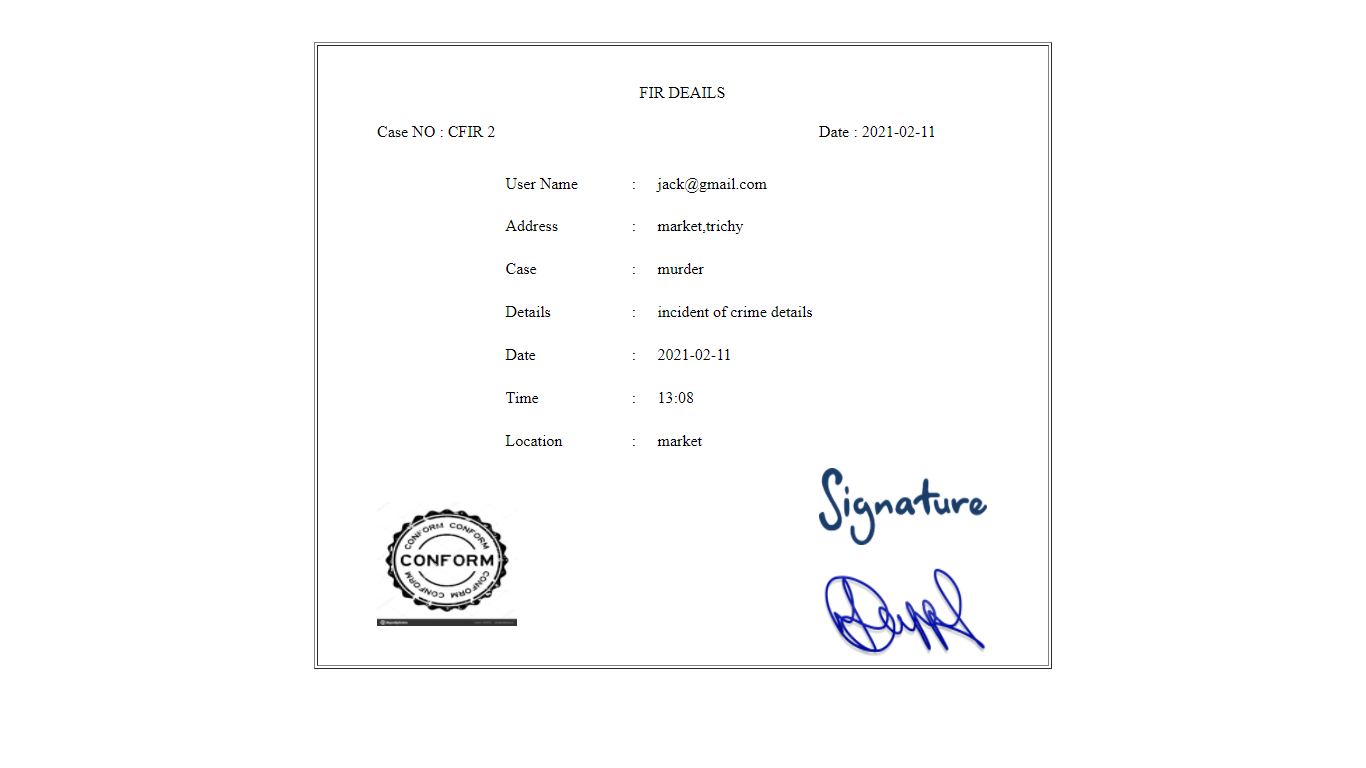 FIR DEAILS
Case NO : CFIR 2 Date : 2021-02-11
User Name : jack@gmail.com
Address : market,trichy
Case : murder
Details : incident of crime details
Date : 2021-02-11
Time : 13:08
Location : market
Signature
CONFORM CONFORM
CONFORM
CONFORM CONFORM CONFORM